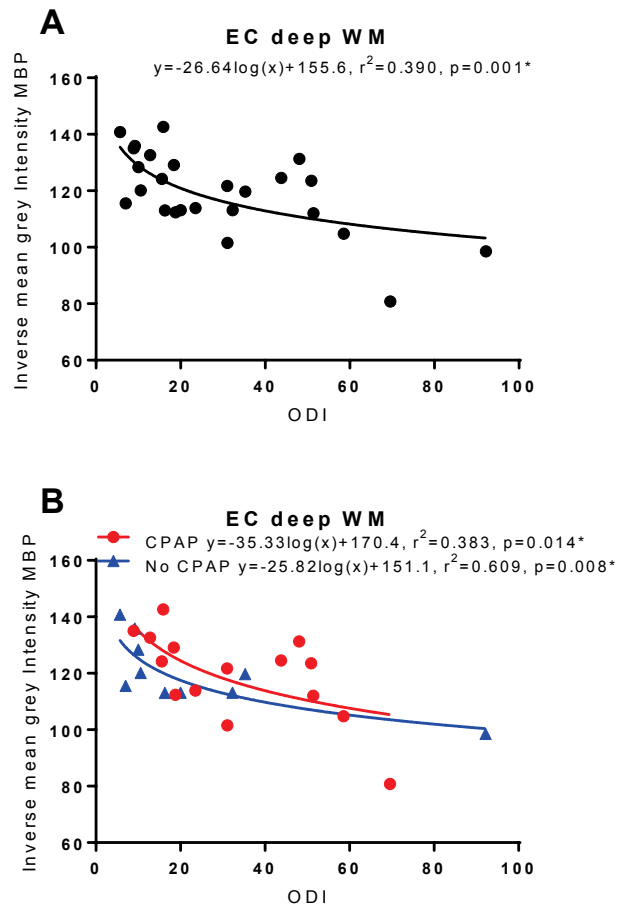 A
EC deep WM
y=-26.64log(x)+155.6, r²=0.390, p=0.001*
Inverse mean grey Intensity MBP
160
140
120
100
80
60
0 20 40 60 80 100
ODI
B
EC deep WM
CPAP y=-35.33log(x)+170.4, r²=0.383, p=0.014*
No CPAP y=-25.82log(x)+151.1, r²=0.609, p=0.008*
Inverse mean grey Intensity MBP
160
140
120
100
80
60
0 20 40 60 80 100
ODI